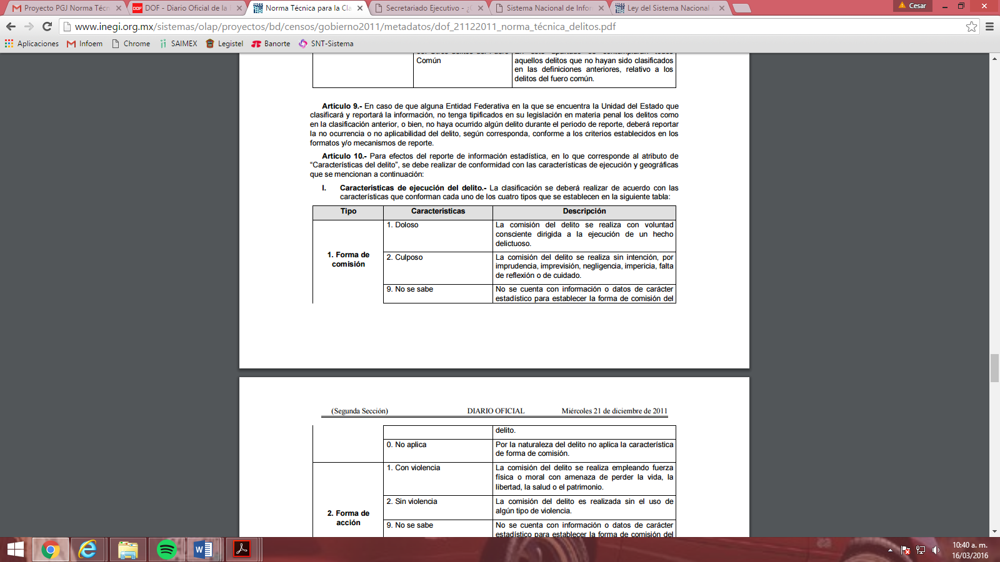 Proyecto PGJ Norma Técn
DOF - Diario Oficial de la
Norma Técnica para la Cla
Secretariado Ejecutivo - ¿
Sistema Nacional de Infor
Ley del Sistema Nacional
Cesar
www.inegi.org.mx/sistemas/olap/proyectos/bd/censos/gobierno2011/metadatos/dof_21122011_norma_técnica_delitos.pdf
Aplicaciones Infoem Chrome SAIMEX Legistel Banorte SNT-Sistema
Común
aquellos delitos que no hayan sido clasificados
en las definiciones anteriores, relativo a los
delitos del fuero común.
Artículo 9.- En caso de que alguna Entidad Federativa en la que se encuentra la Unidad del Estado que
clasificará y reportará la información, no tenga tipificados en su legislación en materia penal los delitos como
en la clasificación anterior, o bien, no haya ocurrido algún delito durante el periodo de reporte, deberá reportar
la no ocurrencia o no aplicabilidad del delito, según corresponda, conforme a los criterios establecidos en los
formatos y/o mecanismos de reporte.
Artículo 10.- Para efectos del reporte de información estadística, en lo que corresponde al atributo de
“Características del delito”, se debe realizar de conformidad con las características de ejecución y geográficas
que se mencionan a continuación:
I. Características de ejecución del delito.- La clasificación se deberá realizar de acuerdo con las
características que conforman cada uno de los cuatro tipos que se establecen en la siguiente tabla:
Tipo Características Descripción
1. Forma de
comisión
1. Doloso
La comisión del delito se realiza con voluntad
consciente dirigida a la ejecución de un hecho
delictuoso.
2. Culposo
La comisión del delito se realiza sin intención, por
imprudencia, imprevisión, negligencia, impericia, falta
de reflexión o de cuidado.
9. No se sabe
No se cuenta con información o datos de carácter
estadístico para establecer la forma de comisión del
(Segunda Sección) DIARIO OFICIAL Miércoles 21 de diciembre de 2011
delito.
0. No aplica
Por la naturaleza del delito no aplica la característica
de forma de comisión.
2. Forma de
acción
1. Con violencia
La comisión del delito se realiza empleando fuerza
física o moral con amenaza de perder la vida, la
libertad, la salud o el patrimonio.
2. Sin violencia
La comisión del delito es realizada sin el uso de
algún tipo de violencia.
9. No se sabe
No se cuenta con información o datos de carácter
estadístico para establecer la forma de comisión del
10:40 a. m.
16/03/2016